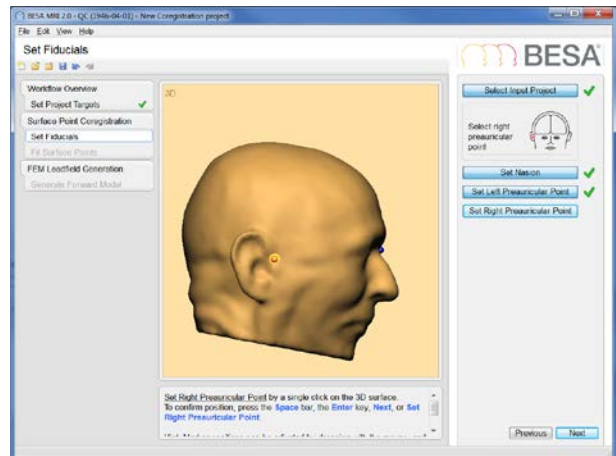 BESA MRI 2.0 - QC (1946-04-01) - New Coregistration project
File Edit View Help
Set Fiducials
BESA®
Workflow Overview
Set Project Targets
Surface Point Coregistration
Set Fiducials
Fit Surface Points
FEM Leadfield Generation
Generate Forward Model
3D
Select Input Project
Select right
preauricular
point
Set Nasion
Set Left Preauricular Point
Set Right Preauricular Point
Set Right Preauricular Point by a single click on the 3D surface.
To confirm position, press the Space bar, the Enter key, Next, or Set
Right Preauricular Point.
Previous Next